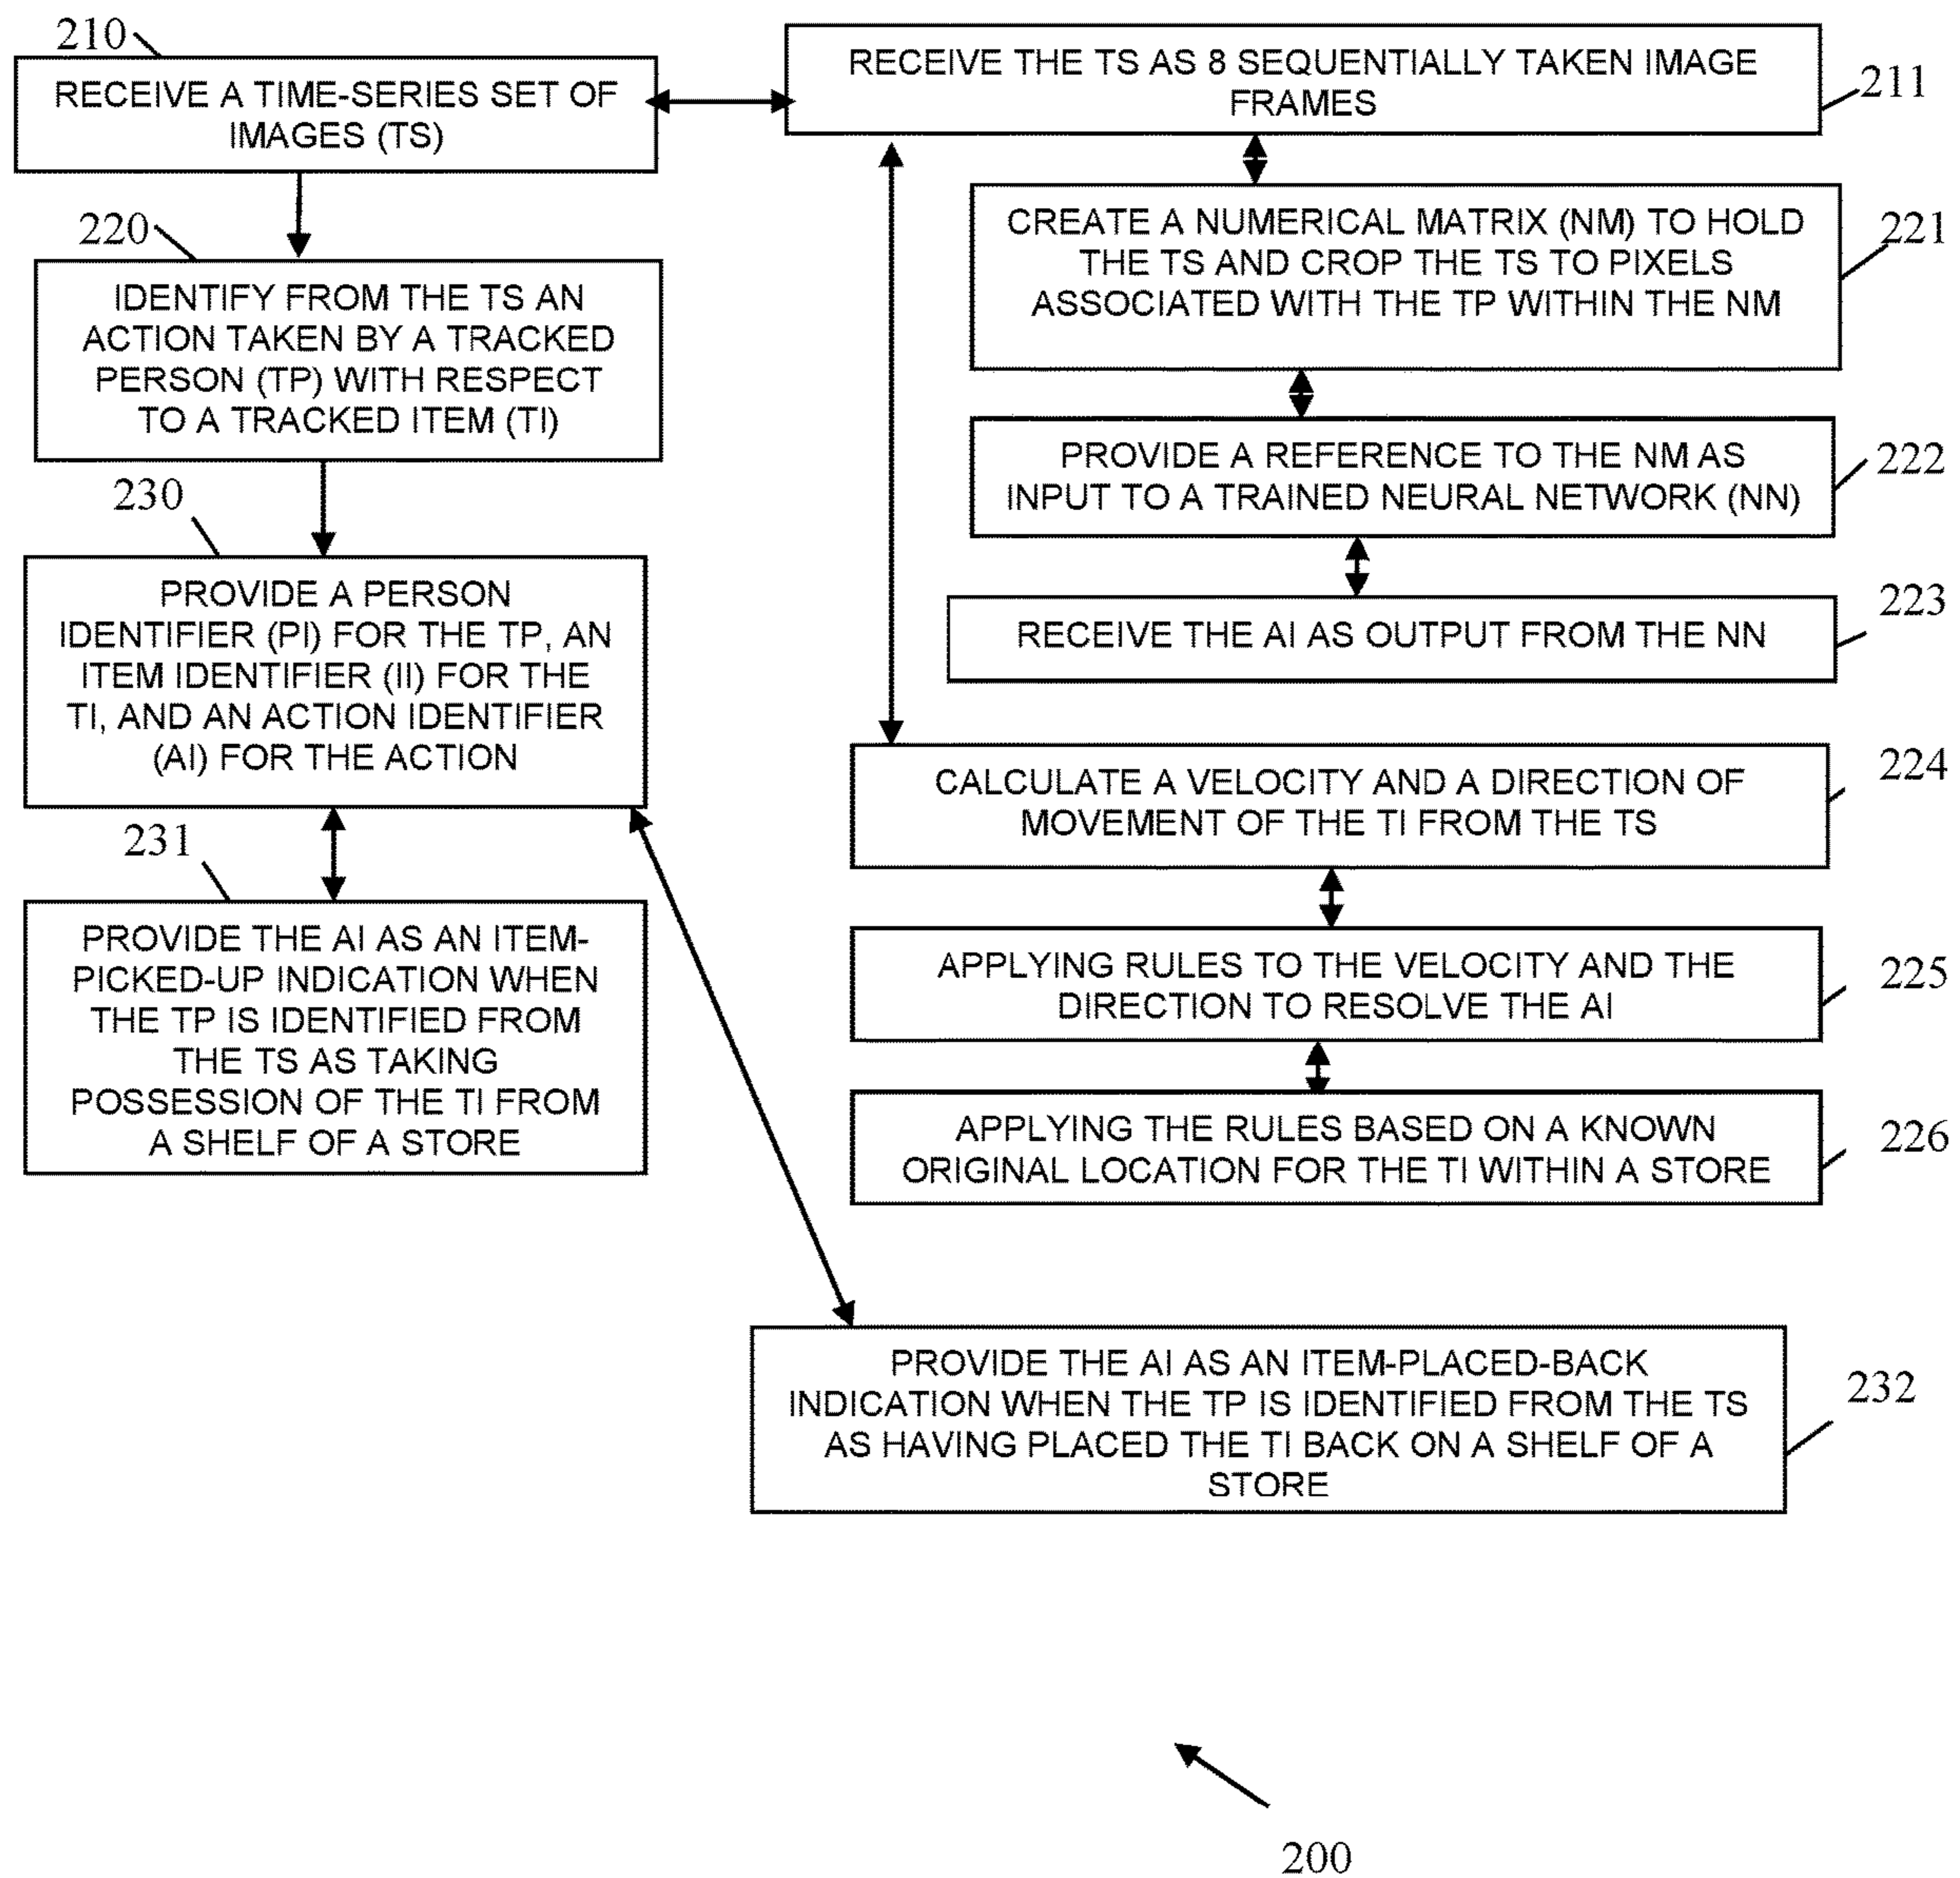 210
RECEIVE A TIME-SERIES SET OF
IMAGES (TS)
RECEIVE THE TS AS 8 SEQUENTIALLY TAKEN IMAGE
FRAMES
211
220
IDENTIFY FROM THE TS AN
ACTION TAKEN BY A TRACKED
PERSON (TP) WITH RESPECT
TO A TRACKED ITEM (TI)
CREATE A NUMERICAL MATRIX (NM) TO HOLD
THE TS AND CROP THE TS TO PIXELS
ASSOCIATED WITH THE TP WITHIN THE NM
221
PROVIDE A REFERENCE TO THE NM AS
INPUT TO A TRAINED NEURAL NETWORK (NN)
222
230
PROVIDE A PERSON
IDENTIFIER (PI) FOR THE TP, AN
ITEM IDENTIFIER (II) FOR THE
TI, AND AN ACTION IDENTIFIER
(AI) FOR THE ACTION
RECEIVE THE AI AS OUTPUT FROM THE NN
223
CALCULATE A VELOCITY AND A DIRECTION OF
MOVEMENT OF THE TI FROM THE TS
224
231
PROVIDE THE AI AS AN ITEM-
PICKED-UP INDICATION WHEN
THE TP IS IDENTIFIED FROM
THE TS AS TAKING
POSSESSION OF THE TI FROM
A SHELF OF A STORE
APPLYING RULES TO THE VELOCITY AND THE
DIRECTION TO RESOLVE THE AI
225
APPLYING THE RULES BASED ON A KNOWN
ORIGINAL LOCATION FOR THE TI WITHIN A STORE
226
PROVIDE THE AI AS AN ITEM-PLACED-BACK
INDICATION WHEN THE TP IS IDENTIFIED FROM THE TS
AS HAVING PLACED THE TI BACK ON A SHELF OF A
STORE
232
200